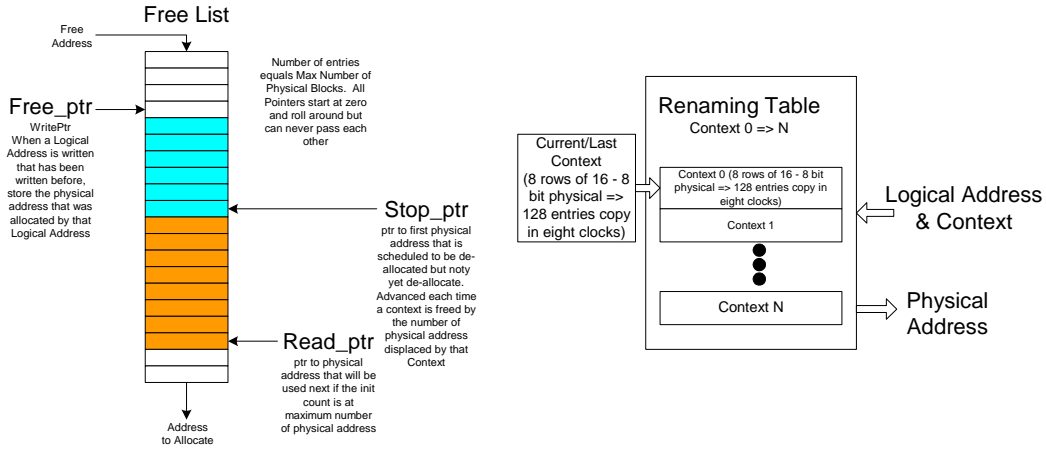 Free List
Free
Address
Number of entries
equals Max Number of
Physical Blocks.  All
Pointers start at zero
and roll around but
can never pass each
other
Free_ptr
WritePtr
When a Logical
Address is written
that has been
written before,
store the physical
address that was
allocated by that
Logical Address
Stop_ptr
ptr to first physical
address that is
scheduled to be de-
allocated but noty
yet de-allocate.
Advanced each time
a context is freed by
the number of
physical address
displaced by that
Context
Read_ptr
ptr to physical
address that will be
used next if the init
count is at
maximum number
of physical address
Address
to Allocate
Renaming Table
Context 0 => N
Current/Last
Context
(8 rows of 16 - 8
bit physical =>
128 entries copy
in eight clocks)
Context 0 (8 rows of 16 - 8 bit
physical => 128 entries copy in
eight clocks)
Context 1
Context N
Logical Address
& Context
Physical
Address